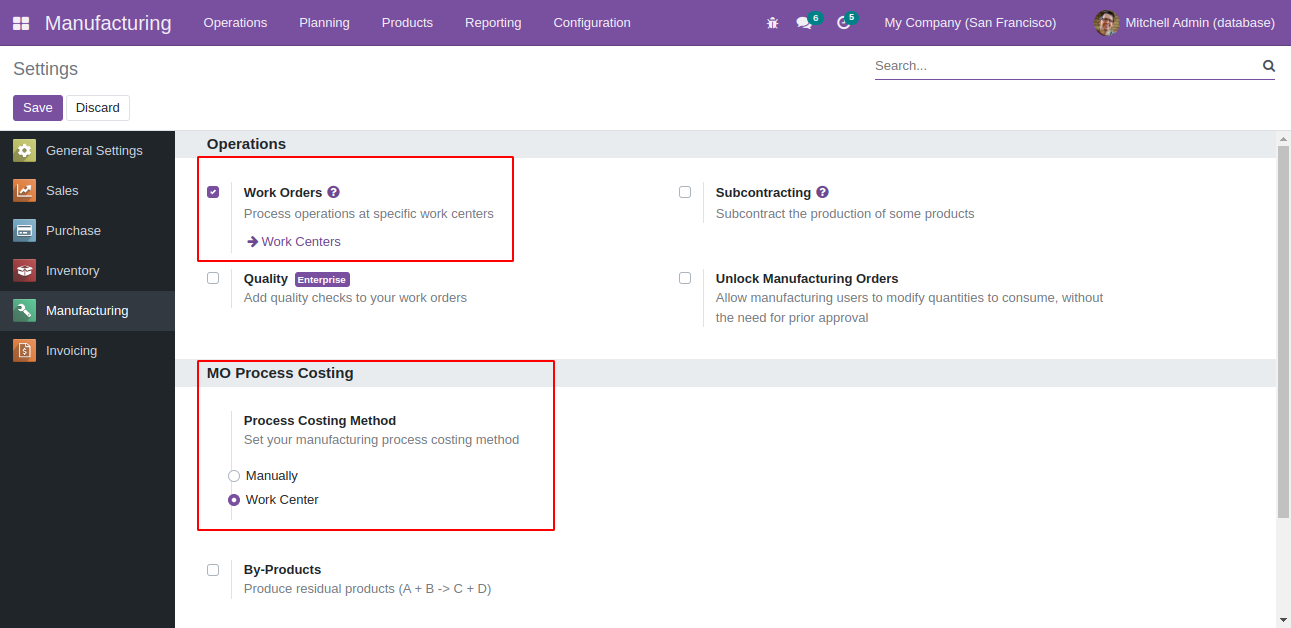 Manufacturing Operations Planning Products Reporting Configuration 6 5 My Company (San Francisco) Mitchell Admin (database)
Settings
Search...
Save Discard
General Settings
Sales
Purchase
Inventory
Manufacturing
Invoicing
Operations
Work Orders ?
Process operations at specific work centers
Work Centers
Subcontracting ?
Subcontract the production of some products
Quality Enterprise
Add quality checks to your work orders
Unlock Manufacturing Orders
Allow manufacturing users to modify quantities to consume, without
the need for prior approval
MO Process Costing
Process Costing Method
Set your manufacturing process costing method
Manually
Work Center
By-Products
Produce residual products (A + B -> C + D)